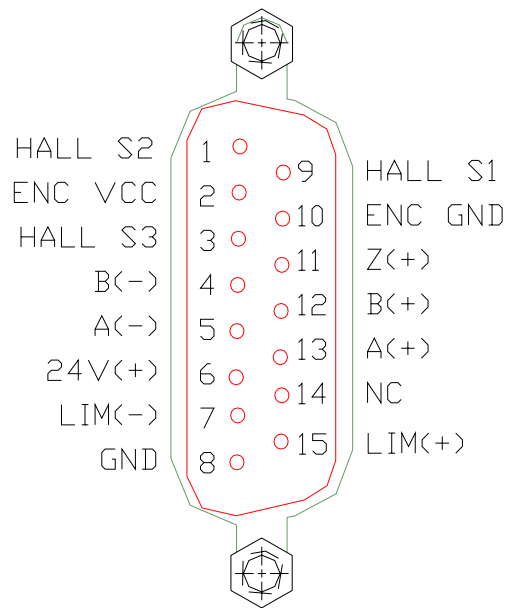 HALL S2 1
9 HALL S1
ENC VCC 2
10 ENC GND
HALL S3 3
11 Z(+)
B(-) 4
12 B(+)
A(-) 5
13 A(+)
24V(+) 6
14 NC
LIM(-) 7
15 LIM(+)
GND 8